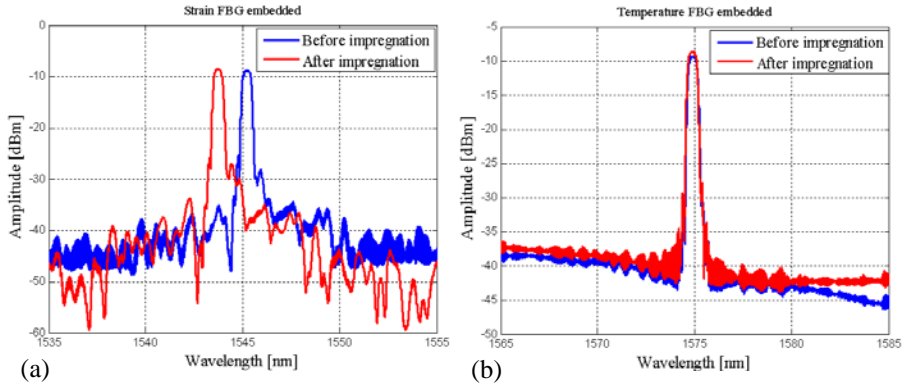 Strain FBG embedded
0
-10
-20
-30
-40
-50
-60
Amplitude [dBm]
Before impregnation
After impregnation
1535
1540
1545
1550
1555
Wavelength [nm]
(a)
Temperature FBG embedded
-5
-10
-15
-20
-25
-30
-35
-40
-45
-50
Amplitude [dBm]
Before impregnation
After impregnation
1565
1570
1575
1580
1585
Wavelength [nm]
(b)